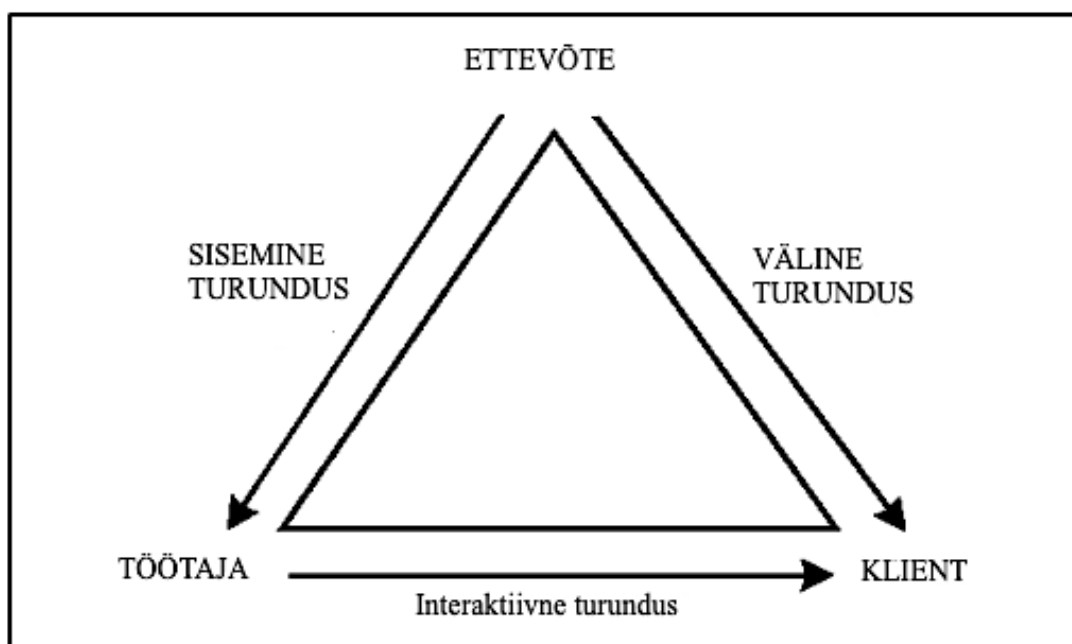 ETTEVÕTE
SISEMINE
TURUNDUS
VÄLINE
TURUNDUS
TÖÖTAJA
KLIENT
Interaktiivne turundus